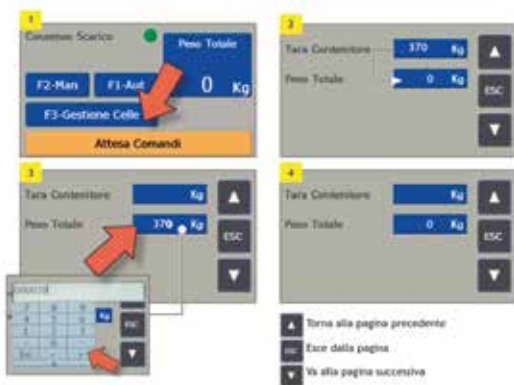 1
Consenso Scarico
Peso Totale
0 Kg
F2-Man
F1-Aut
F3-Gestione Celle
Attesa Comandi
2
Tara Contenitore 370 Kg
Peso Totale 0 Kg
ESC
3
Tara Contenitore Kg
Peso Totale 370 Kg
ESC
Kg
ESC
4
Tara Contenitore Kg
Peso Totale 0 Kg
ESC
Torna alla pagina precedente
ESC Esce dalla pagina
Va alla pagina successiva